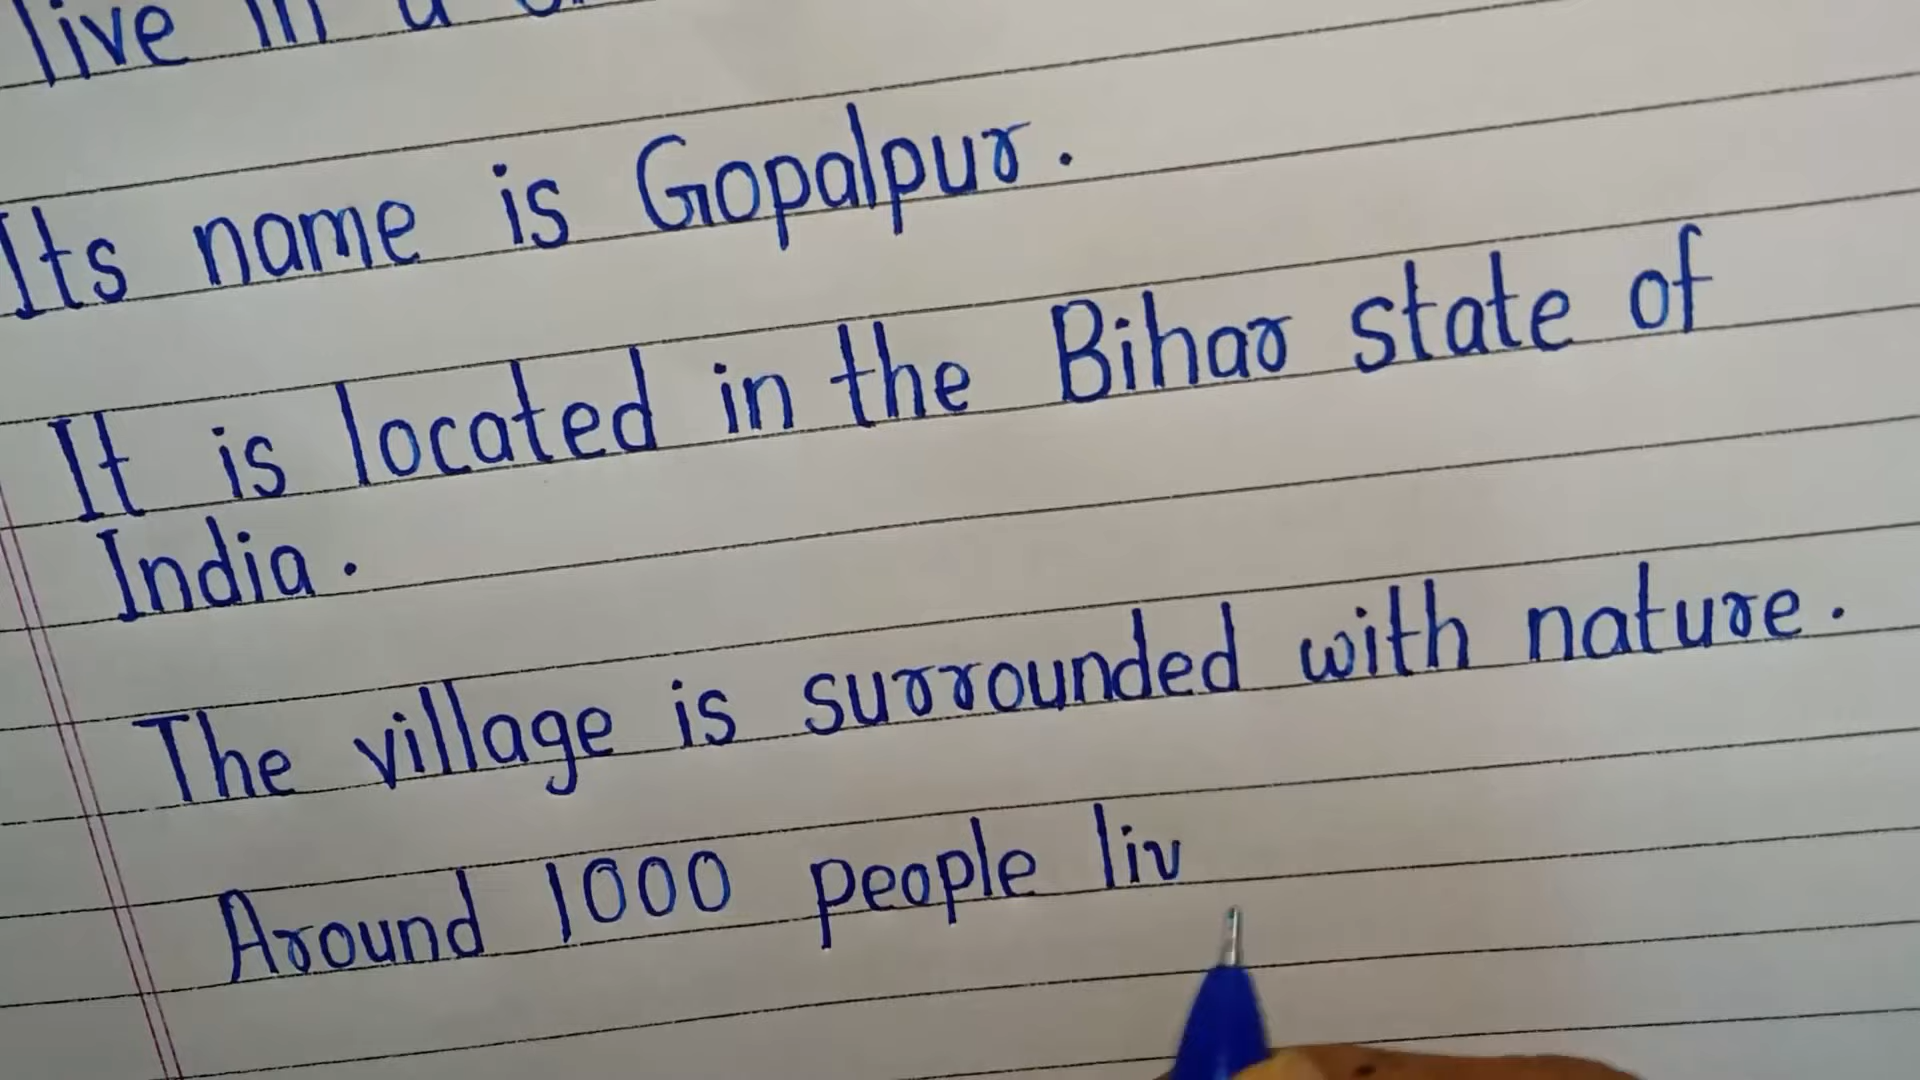 live in a
Its name is Gopalpur.
It is located in the Bihar state of
India.
The village is surrounded with nature.
Around 1000 people liv